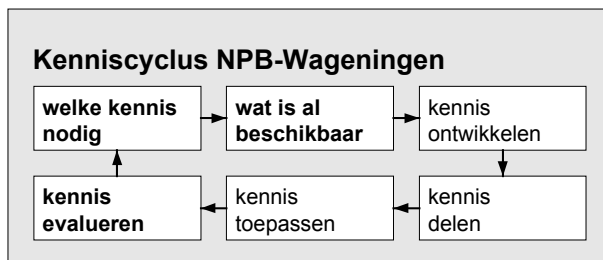 Kenniscyclus NPB-Wageningen
welke kennis
nodig
wat is al
beschikbaar
kennis
ontwikkelen
kennis
evalueren
kennis
toepassen
kennis
delen